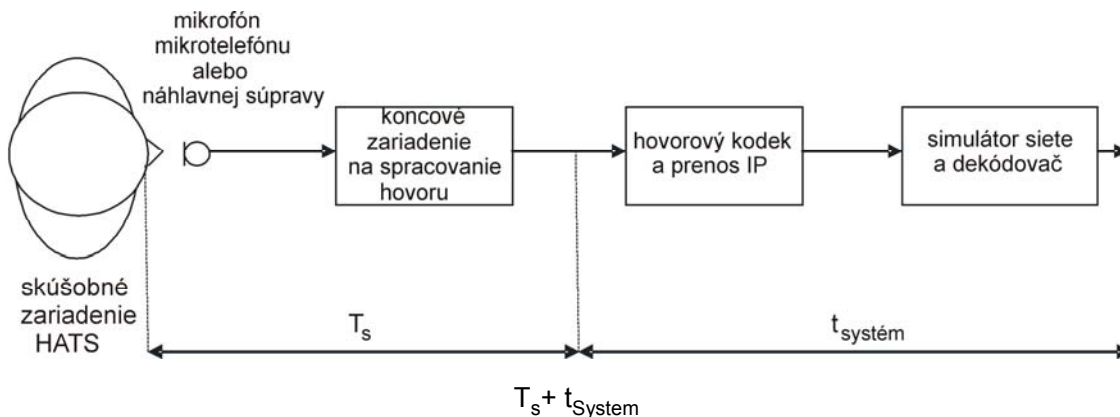 mikrofón
mikrotelefónu
alebo
náhlavnej súpravy
koncové
zariadenie
na spracovanie
hovoru
hovorový kodek
a prenos IP
simulátor siete
a dekódovač
skúšobné
zariadenie
HATS
Ts
tsystém
Ts+ tSystem